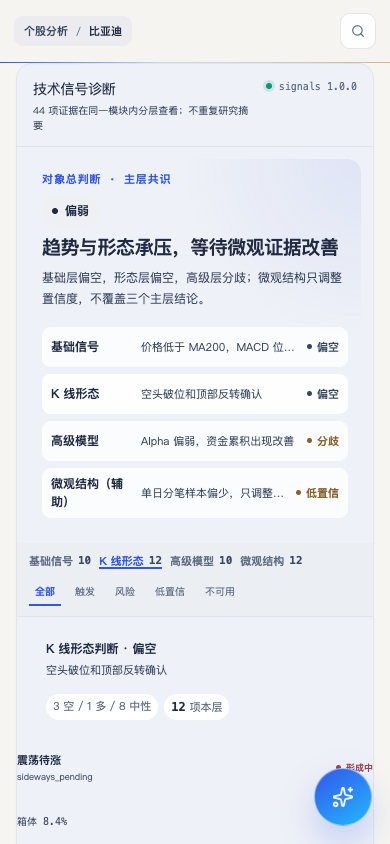 个股分析 / 比亚迪
技术信号诊断
signals 1.0.0
44 项证据在同一模块内分层查看；不重复研究摘
要
对象总判断 · 主层共识
偏弱
趋势与形态承压，等待微观证据改善
基础层偏空，形态层偏空，高级层分歧；微观结构只调整
置信度，不覆盖三个主层结论。
基础信号 价格低于 MA200，MACD 位... 偏空
K 线形态 空头破位和顶部反转确认 偏空
高级模型 Alpha 偏弱，资金累积出现改善 分歧
微观结构（辅
助） 单日分笔样本偏少，只调整... 低置信
基础信号 10 K 线形态 12 高级模型 10 微观结构 12
全部 触发 风险 低置信 不可用
K 线形态判断 · 偏空
空头破位和顶部反转确认
3 空 / 1 多 / 8 中性 12 项本层
震荡待涨 形成中
sideways_pending
箱体 8.4%